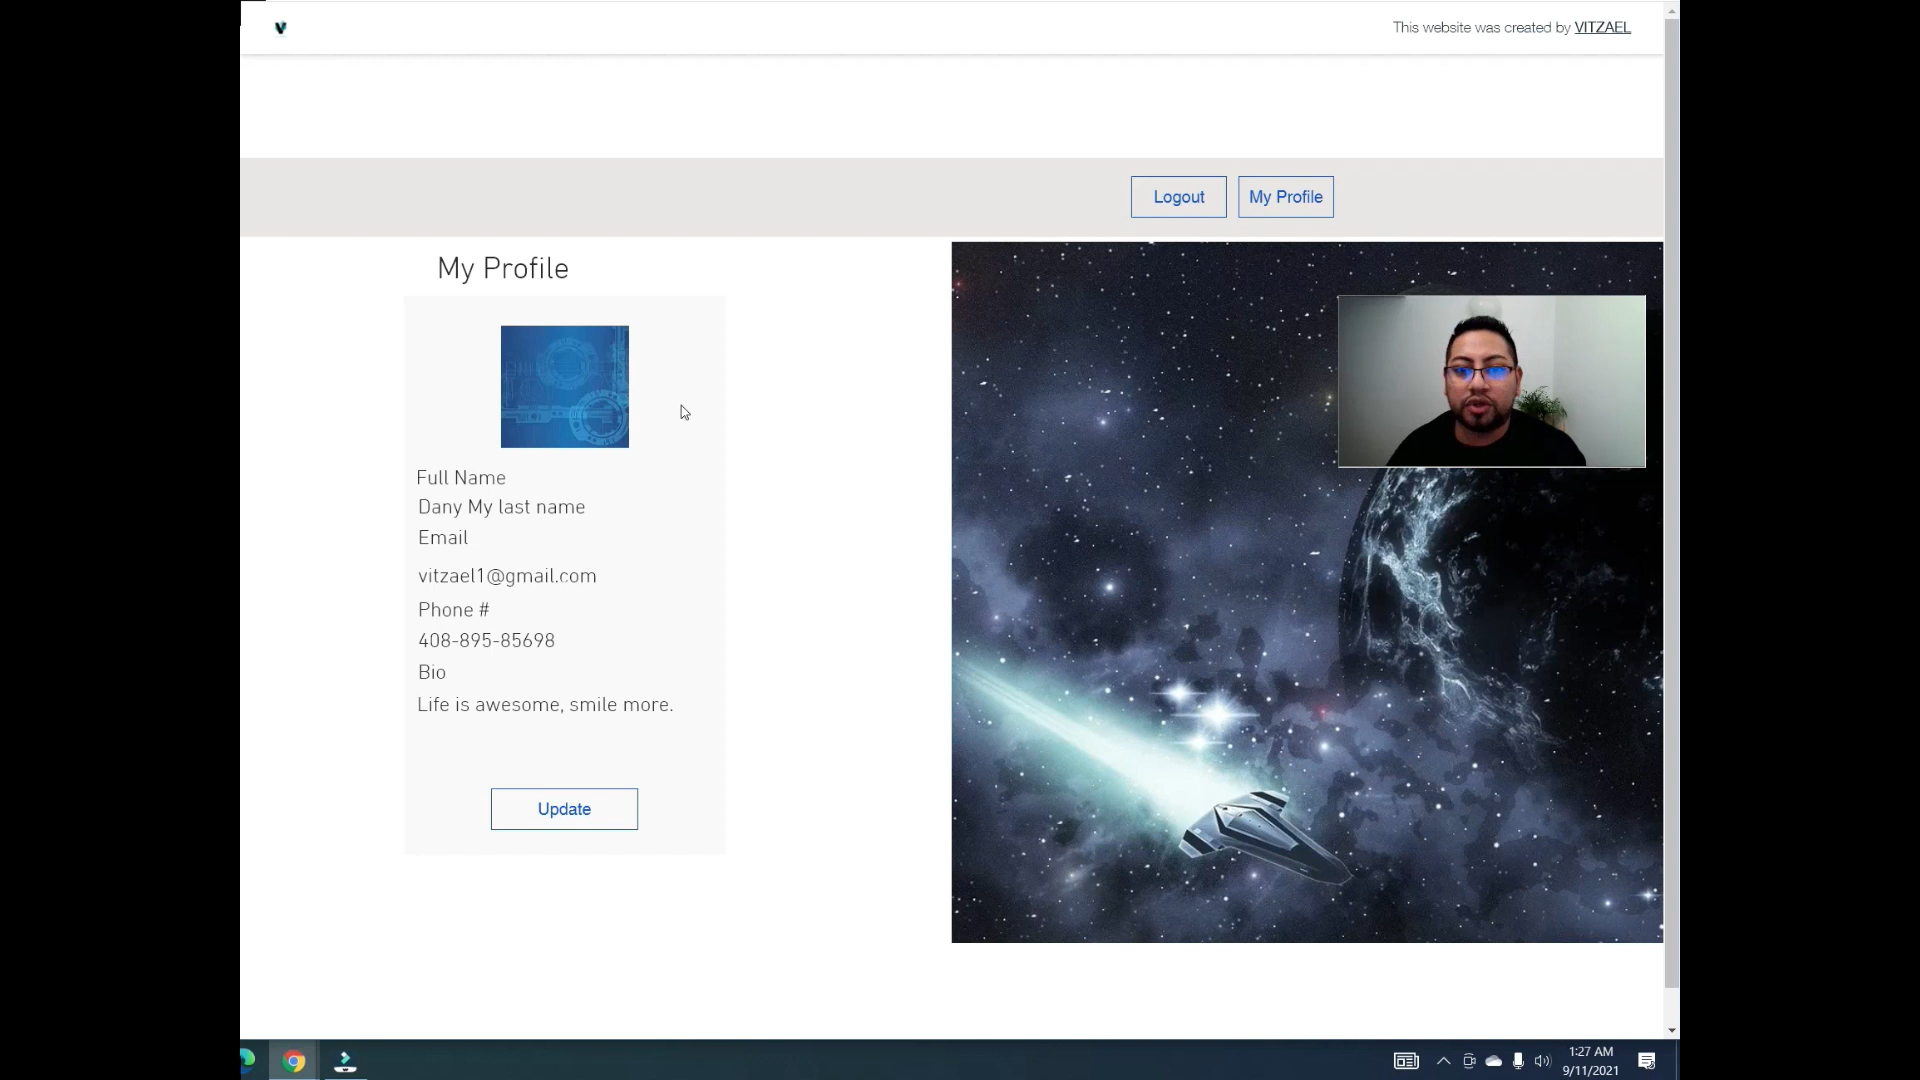 V
This website was created by VITZAEL
Logout
My Profile
My Profile
Full Name
Dany My last name
Email
vitzael1@gmail.com
Phone #
408-895-85698
Bio
Life is awesome, smile more.
Update
1:27 AM
9/11/2021